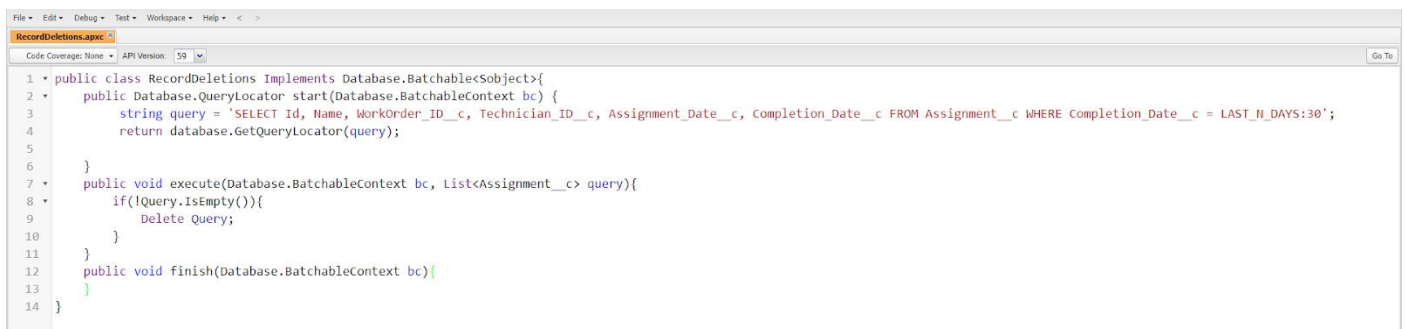 File Edit Debug Test Workspace Help < >
RecordDeletions.apxc
Code Coverage: None API Version: 59 Go To
1 public class RecordDeletions Implements Database.Batchable<Sobject>{
2 public Database.QueryLocator start(Database.BatchableContext bc) {
3 string query = 'SELECT Id, Name, WorkOrder_ID__c, Technician_ID__c, Assignment_Date__c, Completion_Date__c FROM Assignment__c WHERE Completion_Date__c = LAST_N_DAYS:30';
4 return database.GetQueryLocator(query);
5
6 }
7 public void execute(Database.BatchableContext bc, List<Assignment__c> query){
8 if(!Query.IsEmpty()){
9 Delete Query;
10 }
11 }
12 public void finish(Database.BatchableContext bc){
13 }
14 }